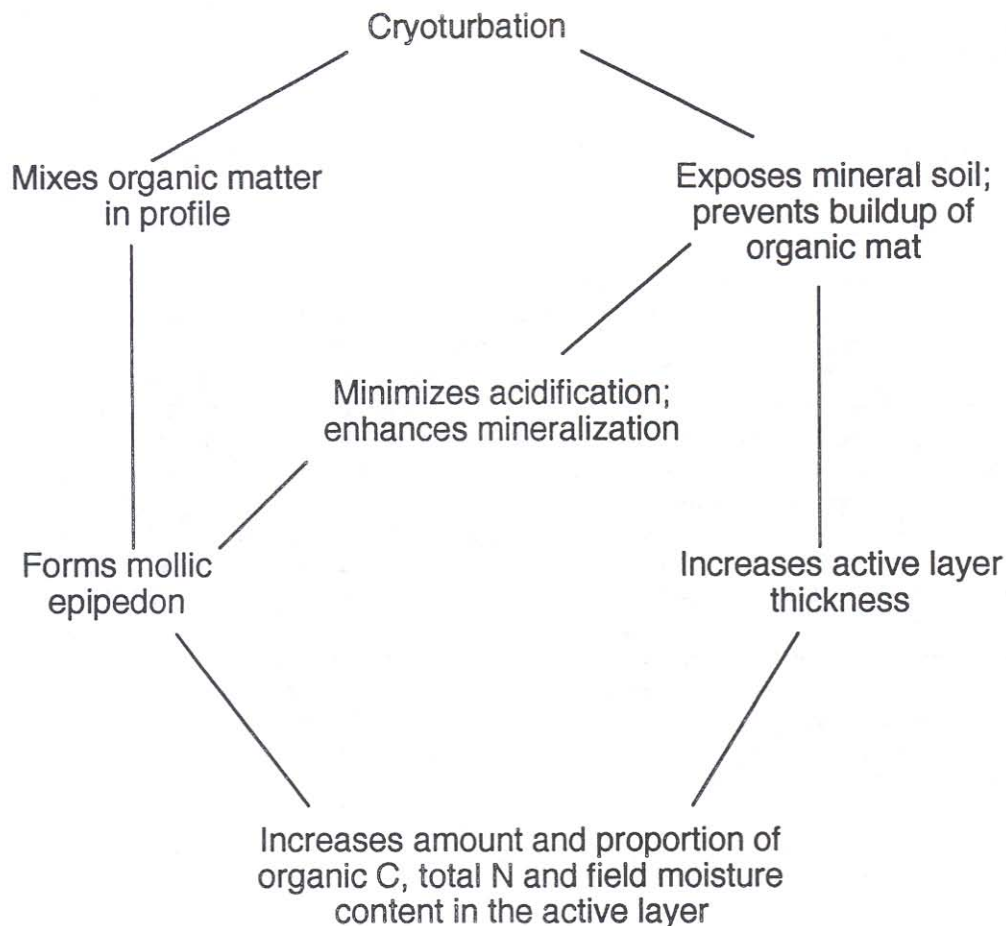 Cryoturbation
Mixes organic matter
in profile
Exposes mineral soil;
prevents buildup of
organic mat
Minimizes acidification;
enhances mineralization
Forms mollic
epipedon
Increases active layer
thickness
Increases amount and proportion of
organic C, total N and field moisture
content in the active layer